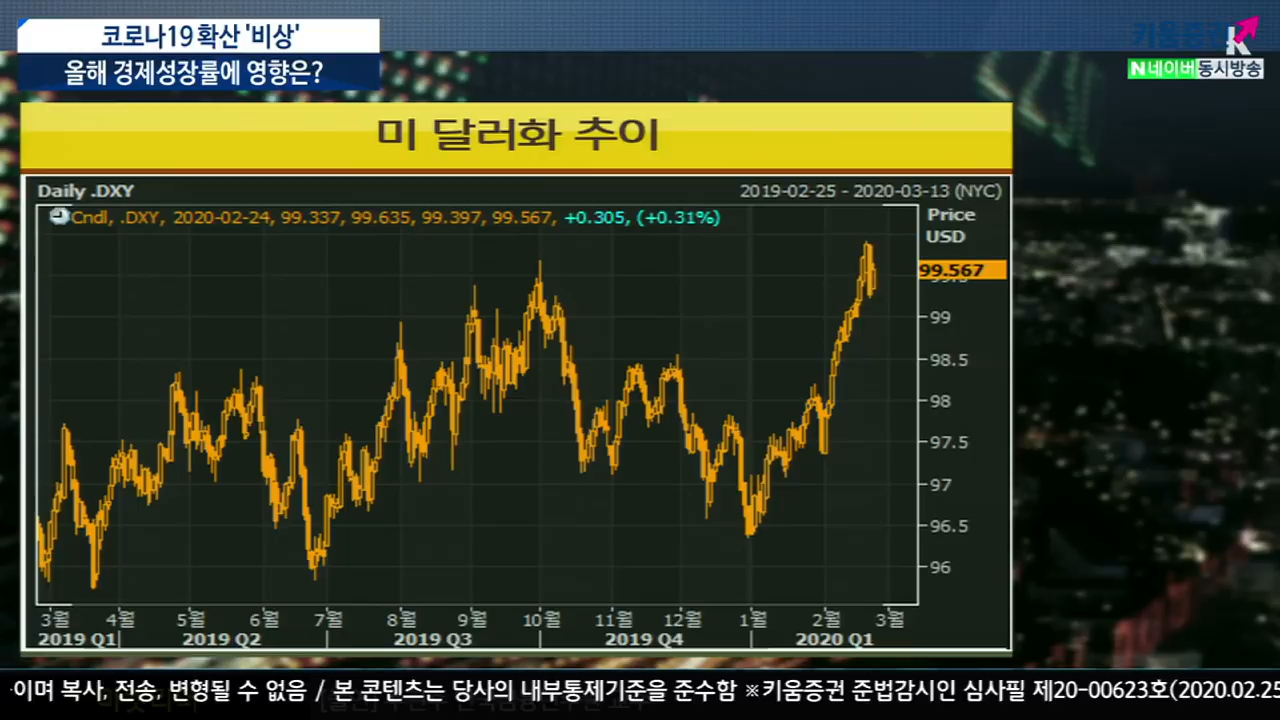 코로나19 확산 '비상'
올해 경제성장률에 영향은?
키움증권
N 네이버 동시방송
미 달러화 추이
Daily .DXY
2019-02-25 - 2020-03-13 (NYC)
Cndl, .DXY, 2020-02-24, 99.337, 99.635, 99.397, 99.567, +0.305, (+0.31%)
Price
USD
99.567
99
98.5
98
97.5
97
96.5
96
3월 4월 5월 6월 7월 8월 9월 10월 11월 12월 1월 2월 3월
2019 Q1 2019 Q2 2019 Q3 2019 Q4 2020 Q1
이며 복사, 전송, 변형될 수 없음 / 본 콘텐츠는 당사의 내부통제기준을 준수함 ※키움증권 준법감시인 심사필 제20-00623호(2020.02.25